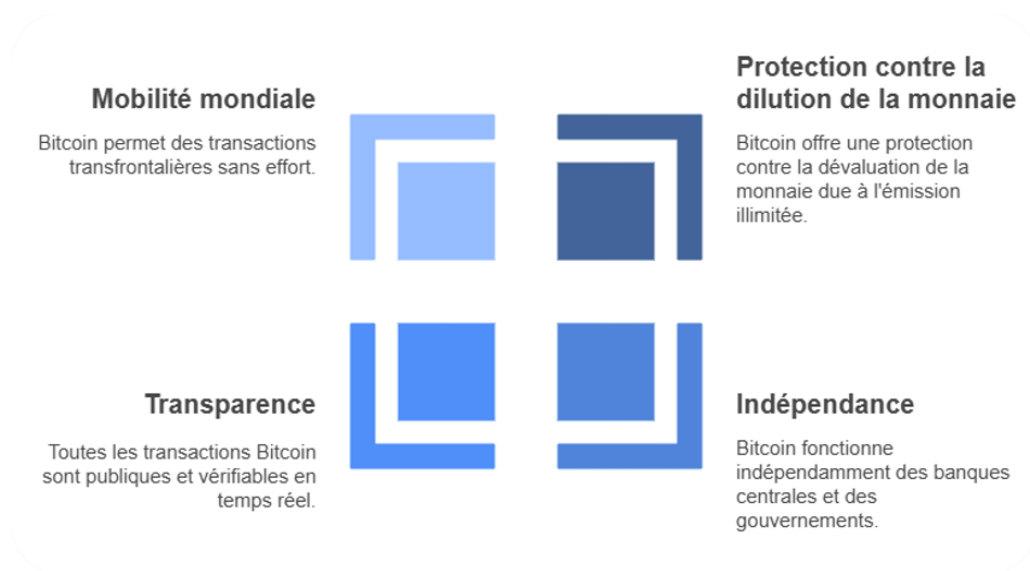 Mobilité mondiale
Bitcoin permet des transactions
transfrontalières sans effort.
Protection contre la
dilution de la monnaie
Bitcoin offre une protection
contre la dévaluation de la
monnaie due à l'émission
illimitée.
Transparence
Toutes les transactions Bitcoin
sont publiques et vérifiables en
temps réel.
Indépendance
Bitcoin fonctionne
indépendamment des banques
centrales et des
gouvernements.